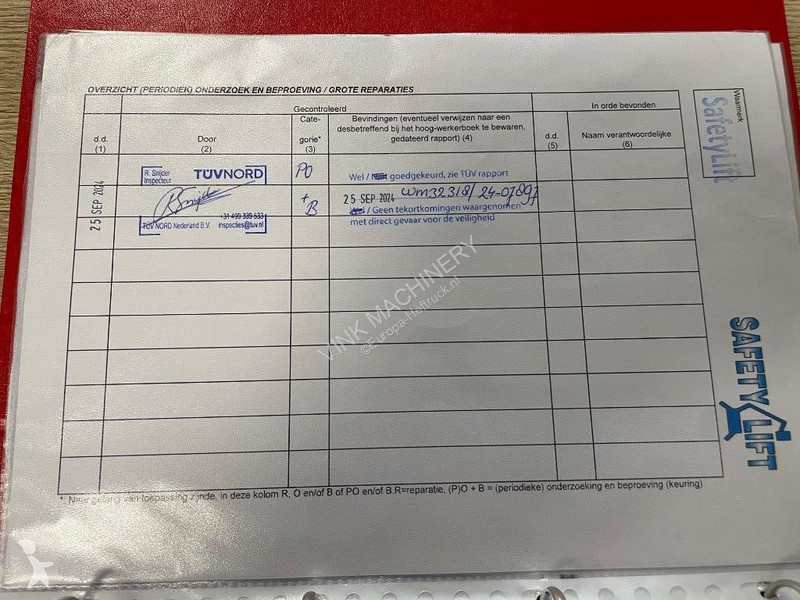 OVERZICHT (PERIODIEK) ONDERZOEK EN BEPROEVING / GROTE REPARATIES
Gecontroleerd
In orde bevonden
d.d.
(1)
Door
(2)
Cate-
gorie*
(3)
Bevindingen (eventueel verwijzen naar een
desbetreffend bij het hoog-werkerboek te bewaren,
gedateerd rapport) (4)
d.d.
(5)
Naam verantwoordelijke
(6)
25 SEP 2024
R. Snijder
Inspecteur
TÜVNORD
+31 499 339 533
TÜV NORD Nederland B.V.
inspecties@tuv.nl
PO
+
B
Wel / Niet goedgekeurd, zie TÜV rapport
25 SEP 2024
Wel / Geen tekortkomingen waargenomen
met direct gevaar voor de veiligheid
Waarmerk
SafetyLift
SAFETY LIFT
VINK MACHINERY
©Europa-Heftruck.nl
*: Naar gelang van toepassing zijnde, in deze kolom R, O en/of B of PO en/of B.R=reparatie, (P)O + B = (periodieke) onderzoeking en beproeving (keuring)